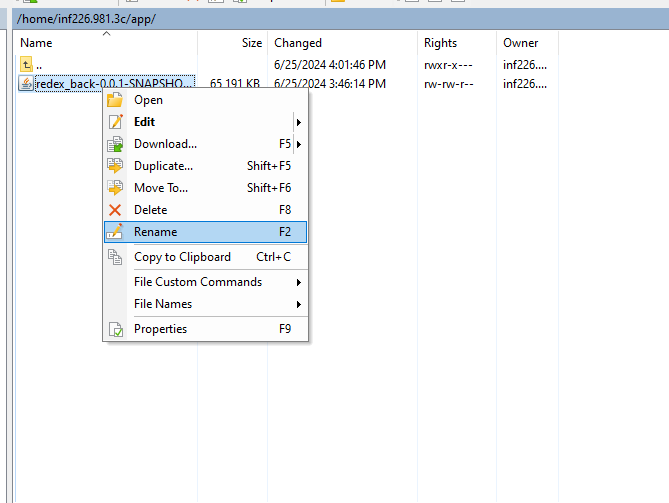 /home/inf226.981.3c/app/
Name Size Changed Rights Owner
.. 6/25/2024 4:01:46 PM rwxr-x--- inf226....
redex_back-0.0.1-SNAPSHO... 65,191 KB 6/25/2024 3:46:14 PM rw-rw-r-- inf226....
Open
Edit
Download... F5
Duplicate... Shift+F5
Move To... Shift+F6
Delete F8
Rename F2
Copy to Clipboard Ctrl+C
File Custom Commands
File Names
Properties F9